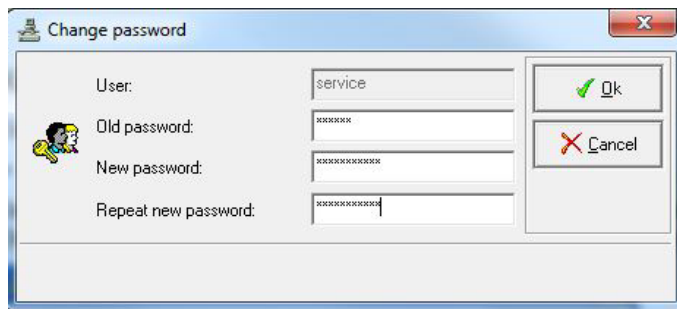 Change password
User:
service
Ok
Old password:
******
Cancel
New password:
***********
Repeat new password:
***********